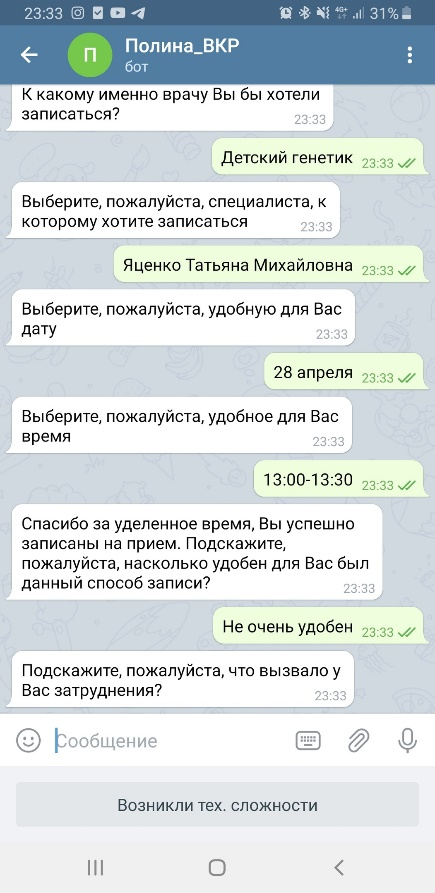 23:33
4G+
31%
Полина_ВКР
П
бот
К какому именно врачу Вы бы хотели
записаться?
23:33
Детский генетик 23:33
Выберите, пожалуйста, специалиста, к
которому хотите записаться
23:33
Яценко Татьяна Михайловна 23:33
Выберите, пожалуйста, удобную для Вас
дату
23:33
28 апреля 23:33
Выберите, пожалуйста, удобное для Вас
время
23:33
13:00-13:30 23:33
Спасибо за уделенное время, Вы успешно
записаны на прием. Подскажите,
пожалуйста, насколько удобен для Вас был
данный способ записи?
23:33
Не очень удобен 23:33
Подскажите, пожалуйста, что вызвало у
Вас затруднения?
23:33
Сообщение
Возникли тех. сложности